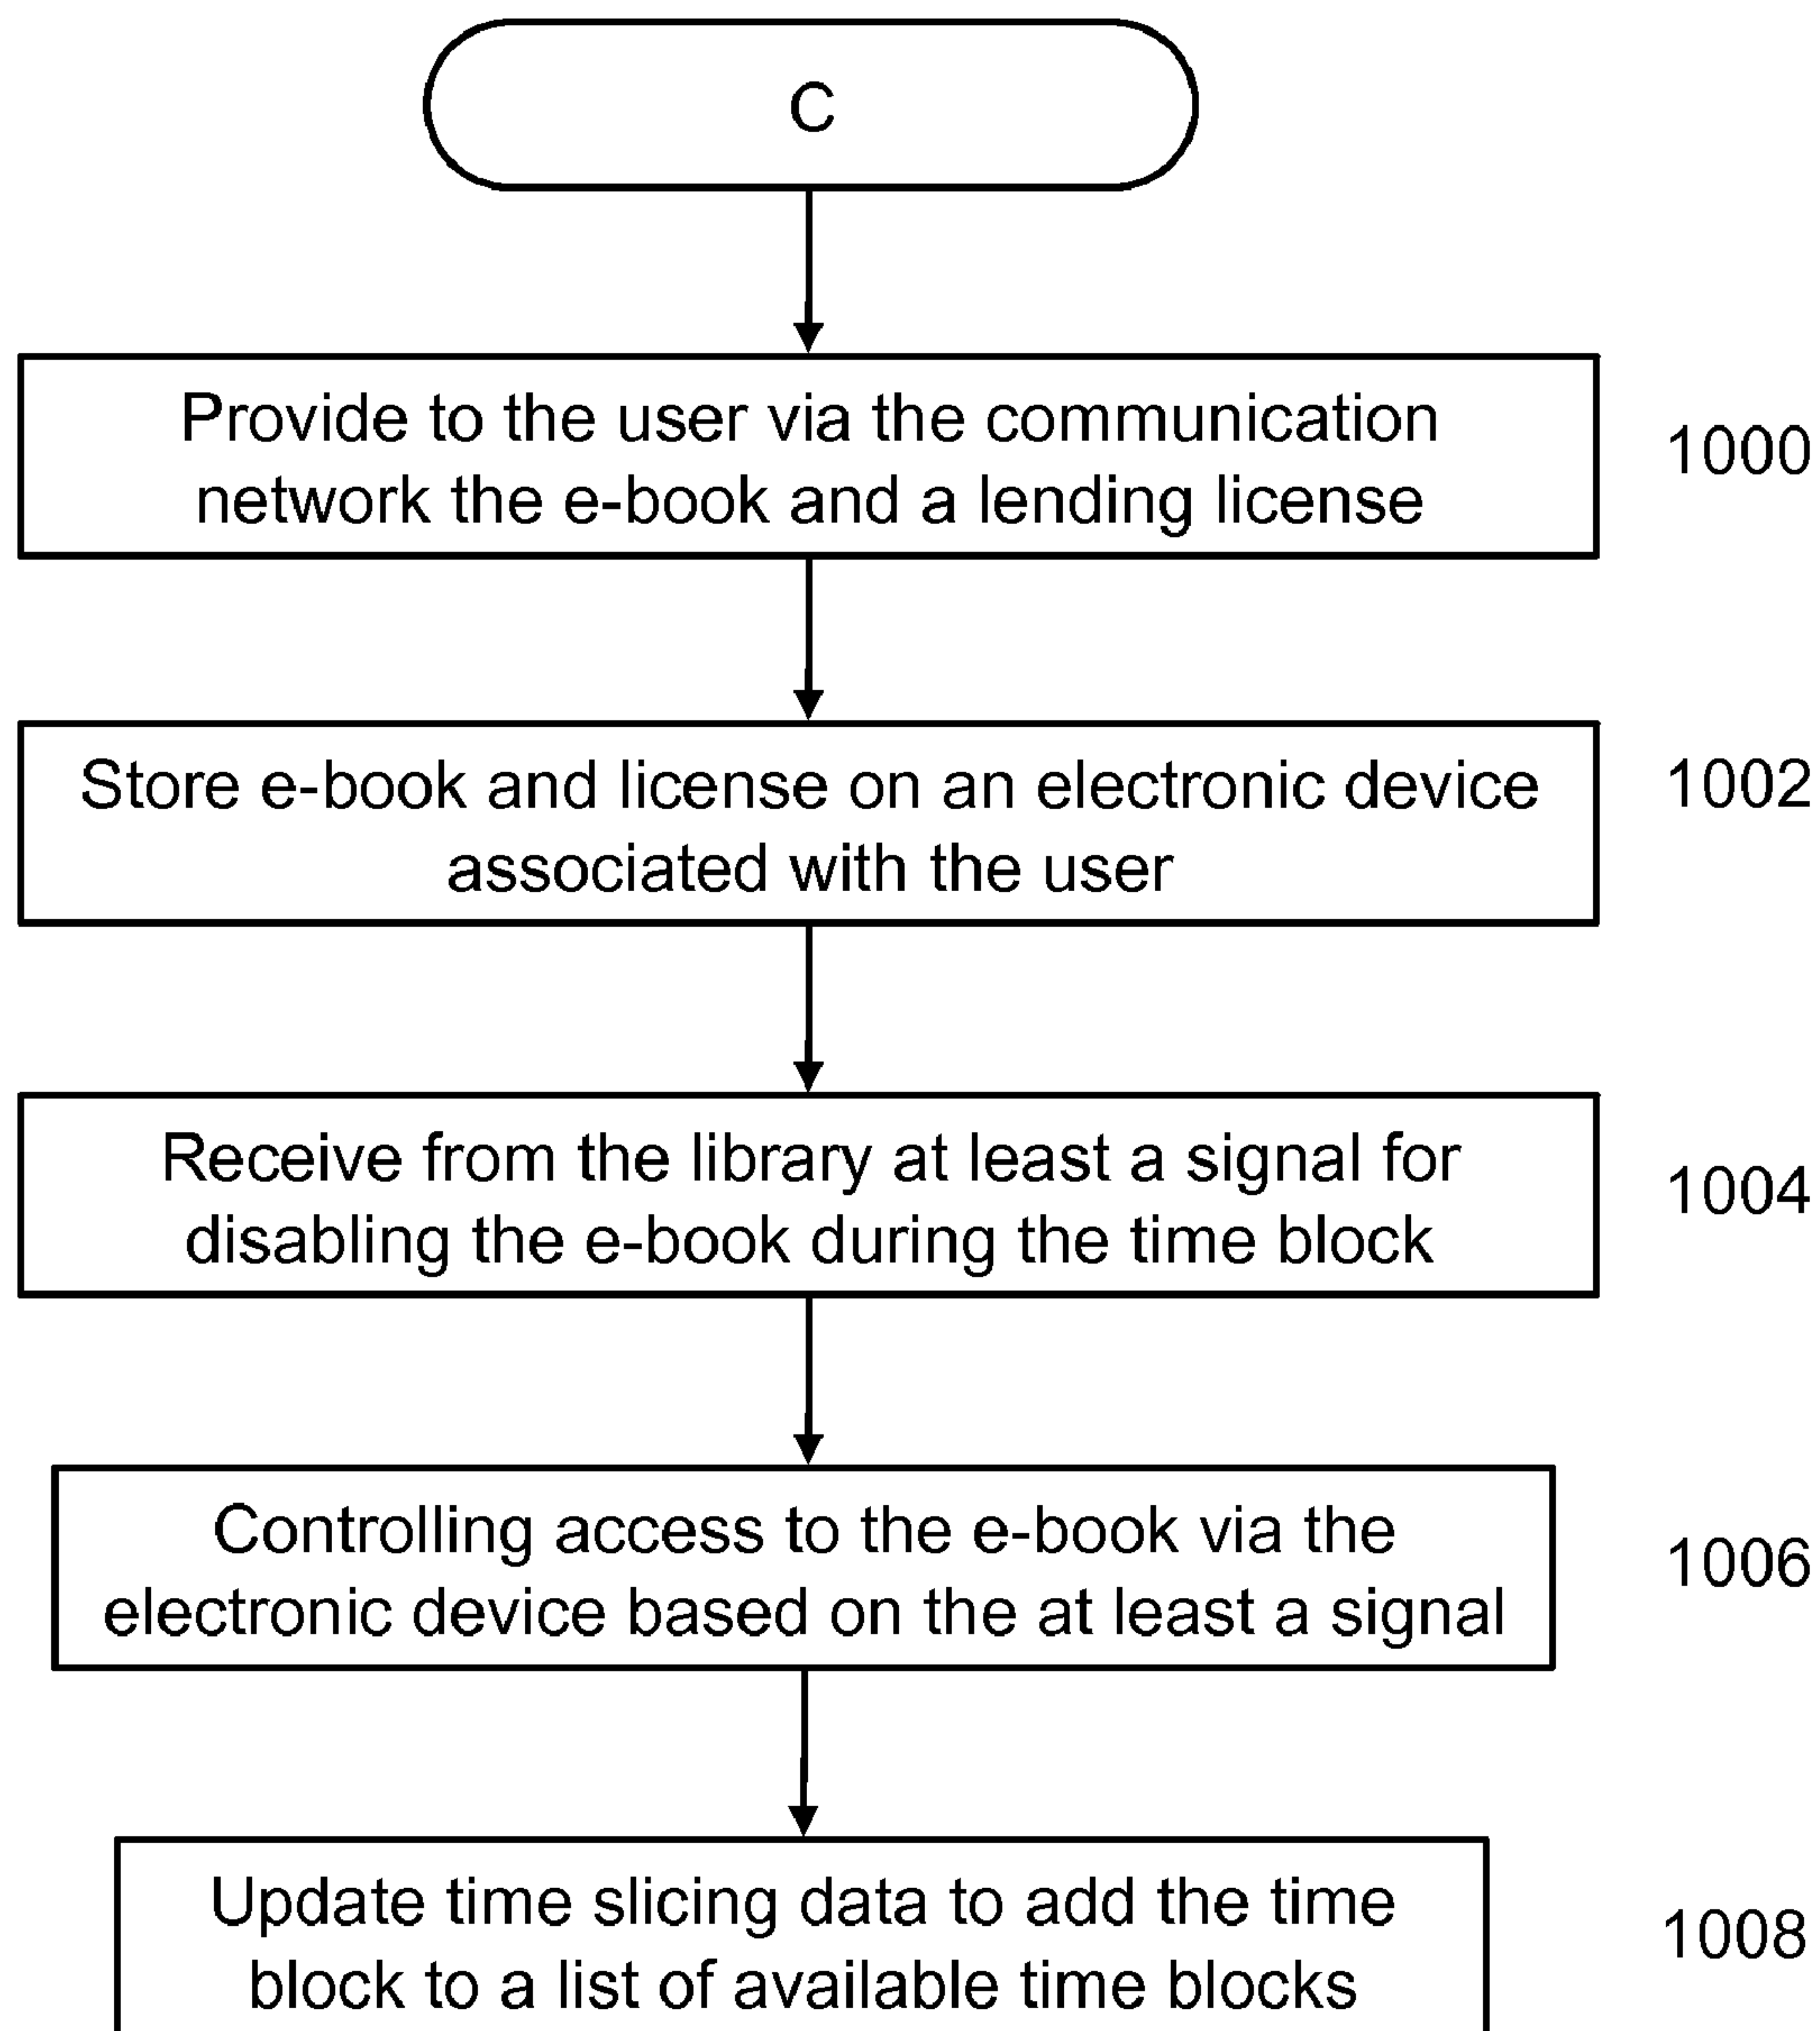 C
Provide to the user via the communication
network the e-book and a lending license
1000
Store e-book and license on an electronic device
associated with the user
1002
Receive from the library at least a signal for
disabling the e-book during the time block
1004
Controlling access to the e-book via the
electronic device based on the at least a signal
1006
Update time slicing data to add the time
block to a list of available time blocks
1008